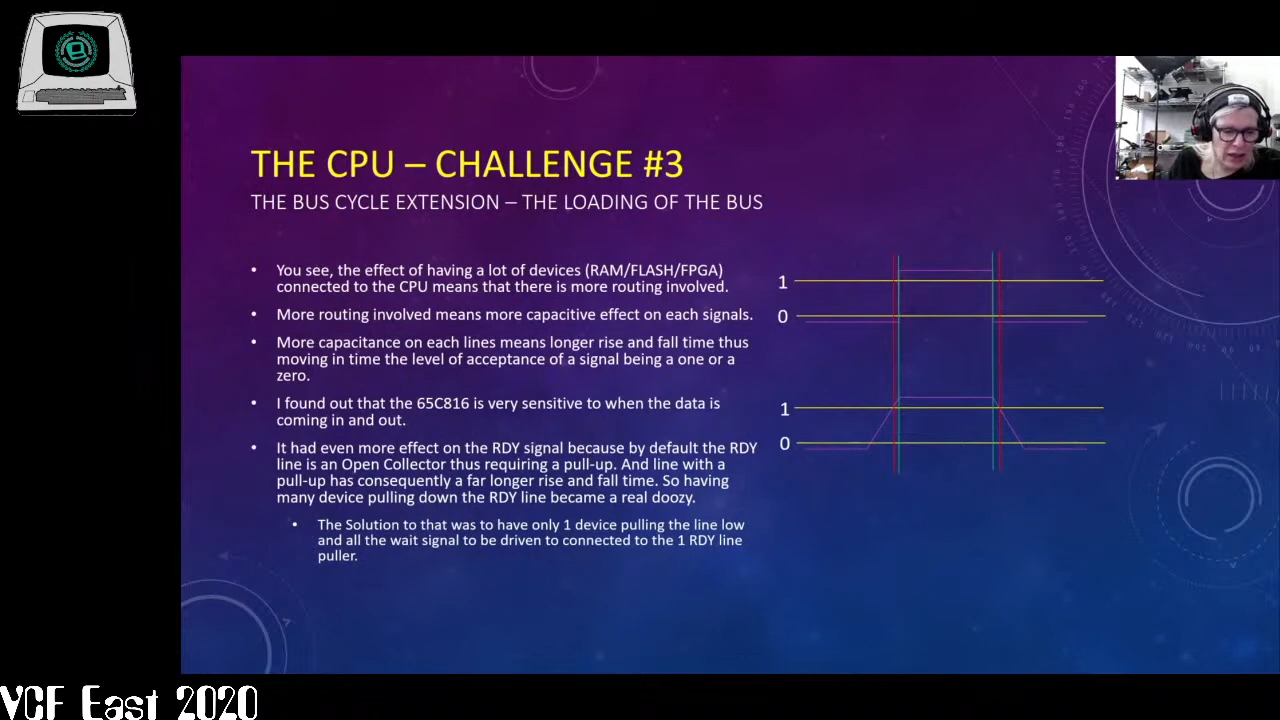 THE CPU – CHALLENGE #3
THE BUS CYCLE EXTENSION – THE LOADING OF THE BUS
• You see, the effect of having a lot of devices (RAM/FLASH/FPGA)
connected to the CPU means that there is more routing involved.
• More routing involved means more capacitive effect on each signals.
• More capacitance on each lines means longer rise and fall time thus
moving in time the level of acceptance of a signal being a one or a
zero.
• I found out that the 65C816 is very sensitive to when the data is
coming in and out.
• It had even more effect on the RDY signal because by default the RDY
line is an Open Collector thus requiring a pull-up. And line with a
pull-up has consequently a far longer rise and fall time. So having
many device pulling down the RDY line became a real doozy.
• The Solution to that was to have only 1 device pulling the line low
and all the wait signal to be driven to connected to the 1 RDY line
puller.
1
0
1
0
VCF East 2020